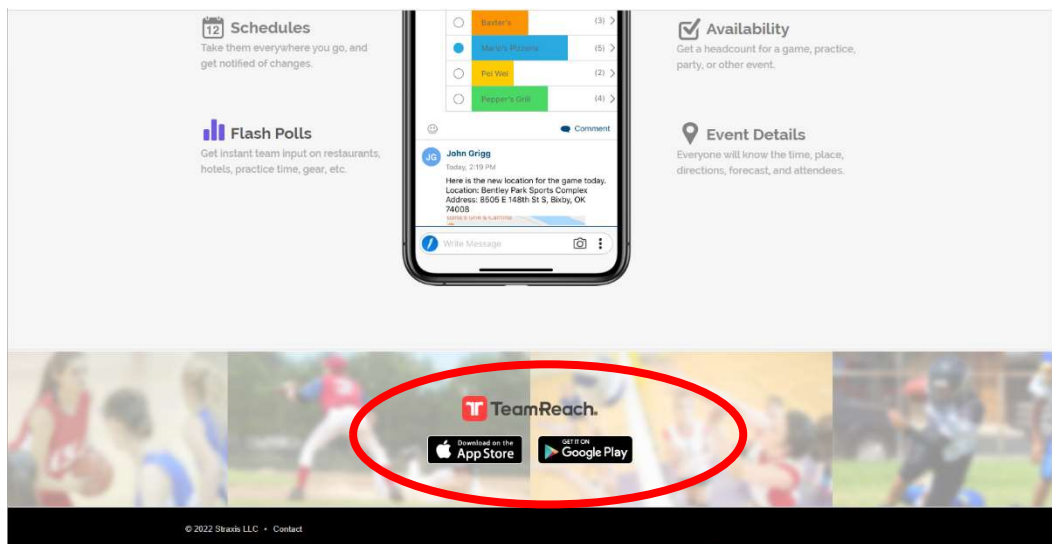 12
Schedules
Take them everywhere you go, and
get notified of changes.
Flash Polls
Get instant team input on restaurants,
hotels, practice time, gear, etc.
Baxter's (3)
Mario's Pizzeria (5)
Pei Wei (2)
Pepper's Grill (4)
Comment
JG
John Grigg
Today, 2:19 PM
Here is the new location for the game today.
Location: Bentley Park Sports Complex
Address: 8505 E 148th St S, Bixby, OK
74008
Write Message
Availability
Get a headcount for a game, practice,
party, or other event.
Event Details
Everyone will know the time, place,
directions, forecast, and attendees.
TeamReach.
Download on the
App Store
GET IT ON
Google Play
© 2022 Straxis LLC • Contact